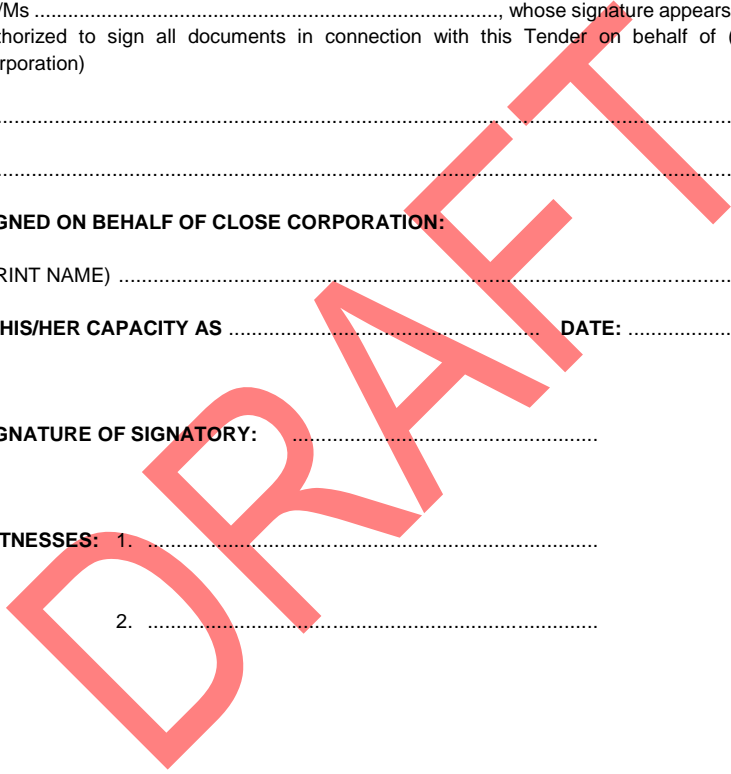 /Ms ................................................................................., whose signature appears
thorized to sign all documents in connection with this Tender on behalf of (
rporation)
..................................................................................................................................
..................................................................................................................................
GNED ON BEHALF OF CLOSE CORPORATION:
RINT NAME) ............................................................................................................
HIS/HER CAPACITY AS ...................................................... DATE: ..................
GNATURE OF SIGNATORY: .....................................................
TNESSES: 1. ..............................................................................
2. ..............................................................................
DRAFT